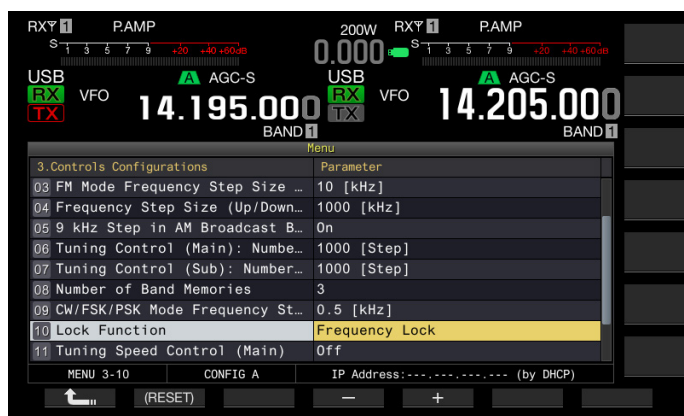 RX 1 P.AMP 200W RX 1 P.AMP
S 1 3 5 7 9 +20 +40 +60dB 0.000 S 1 3 5 7 9 +20 +40 +60dB
USB A AGC-S USB A AGC-S
RX VFO 14.195.000 RX VFO 14.205.000
TX TX
BAND 1 BAND 1
Menu
3.Controls Configurations Parameter
03 FM Mode Frequency Step Size … 10 [kHz]
04 Frequency Step Size (Up/Down… 1000 [kHz]
05 9 kHz Step in AM Broadcast B… On
06 Tuning Control (Main): Numbe… 1000 [Step]
07 Tuning Control (Sub): Number… 1000 [Step]
08 Number of Band Memories 3
09 CW/FSK/PSK Mode Frequency St… 0.5 [kHz]
10 Lock Function Frequency Lock
11 Tuning Speed Control (Main) Off
MENU 3-10 CONFIG A IP Address:---.---.---.--- (by DHCP)
(RESET) － +